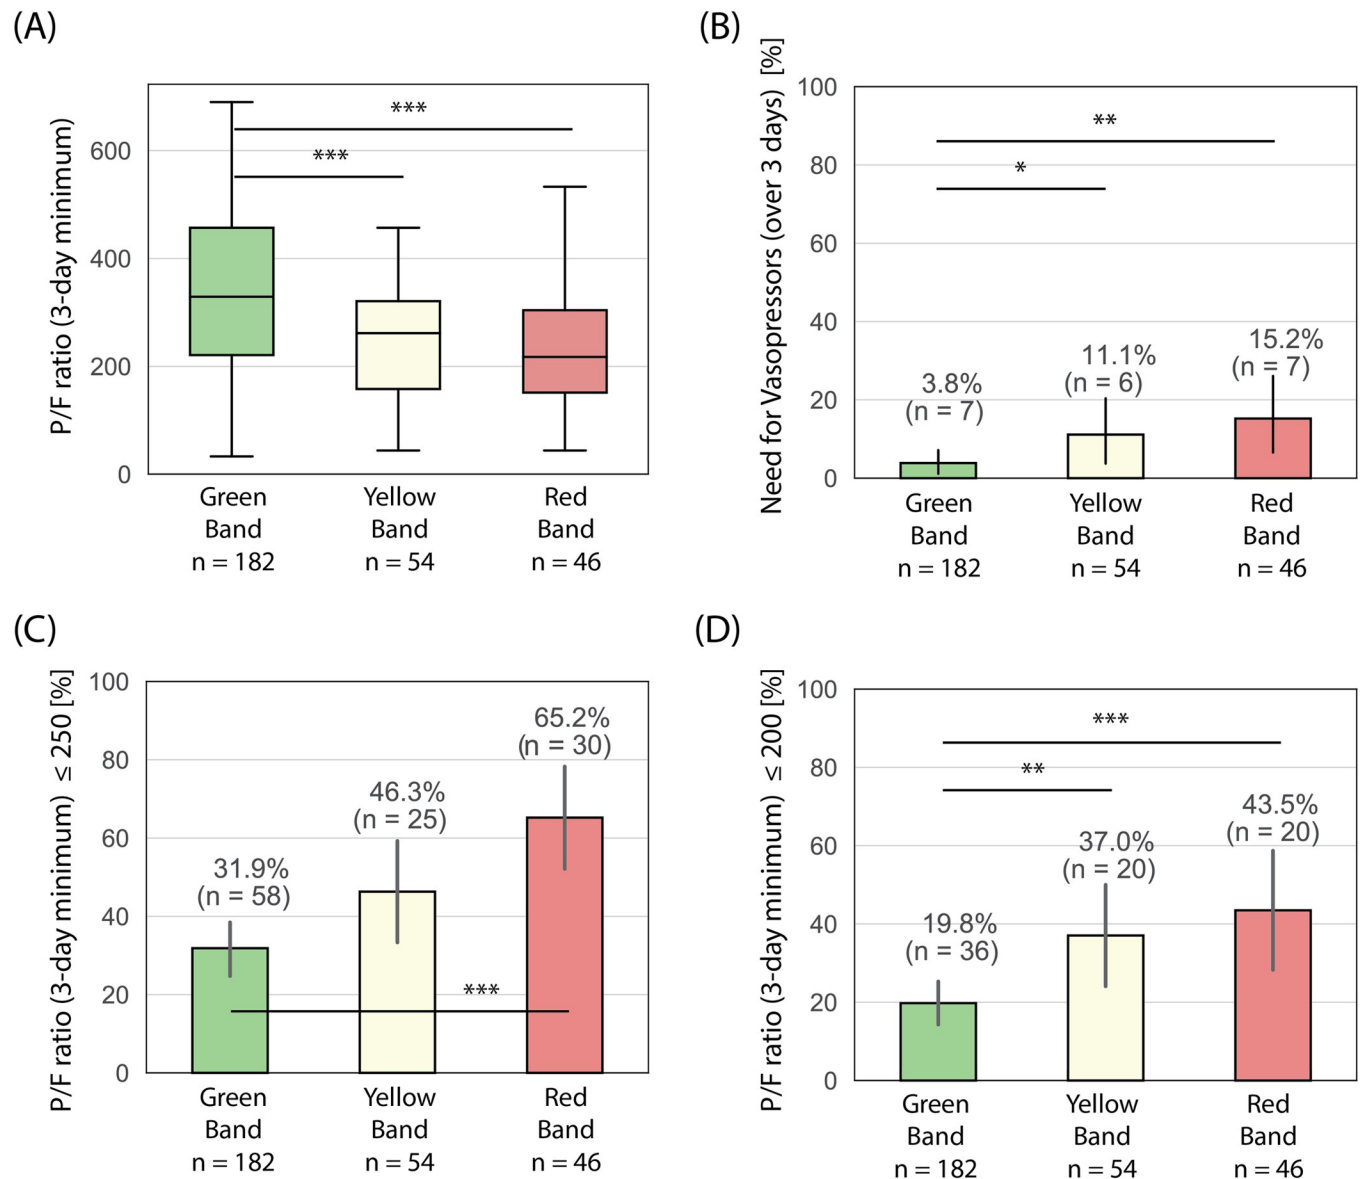 (A)
P/F ratio (3-day minimum)
600
400
200
0
***
***
Green
Band
n = 182
Yellow
Band
n = 54
Red
Band
n = 46
(B)
Need for Vasopressors (over 3 days) [%]
100
80
60
40
20
0
**
*
3.8%
(n = 7)
11.1%
(n = 6)
15.2%
(n = 7)
Green
Band
n = 182
Yellow
Band
n = 54
Red
Band
n = 46
(C)
P/F ratio (3-day minimum) ≤ 250 [%]
100
80
60
40
20
0
31.9%
(n = 58)
46.3%
(n = 25)
65.2%
(n = 30)
***
Green
Band
n = 182
Yellow
Band
n = 54
Red
Band
n = 46
(D)
P/F ratio (3-day minimum) ≤ 200 [%]
100
80
60
40
20
0
***
**
19.8%
(n = 36)
37.0%
(n = 20)
43.5%
(n = 20)
Green
Band
n = 182
Yellow
Band
n = 54
Red
Band
n = 46